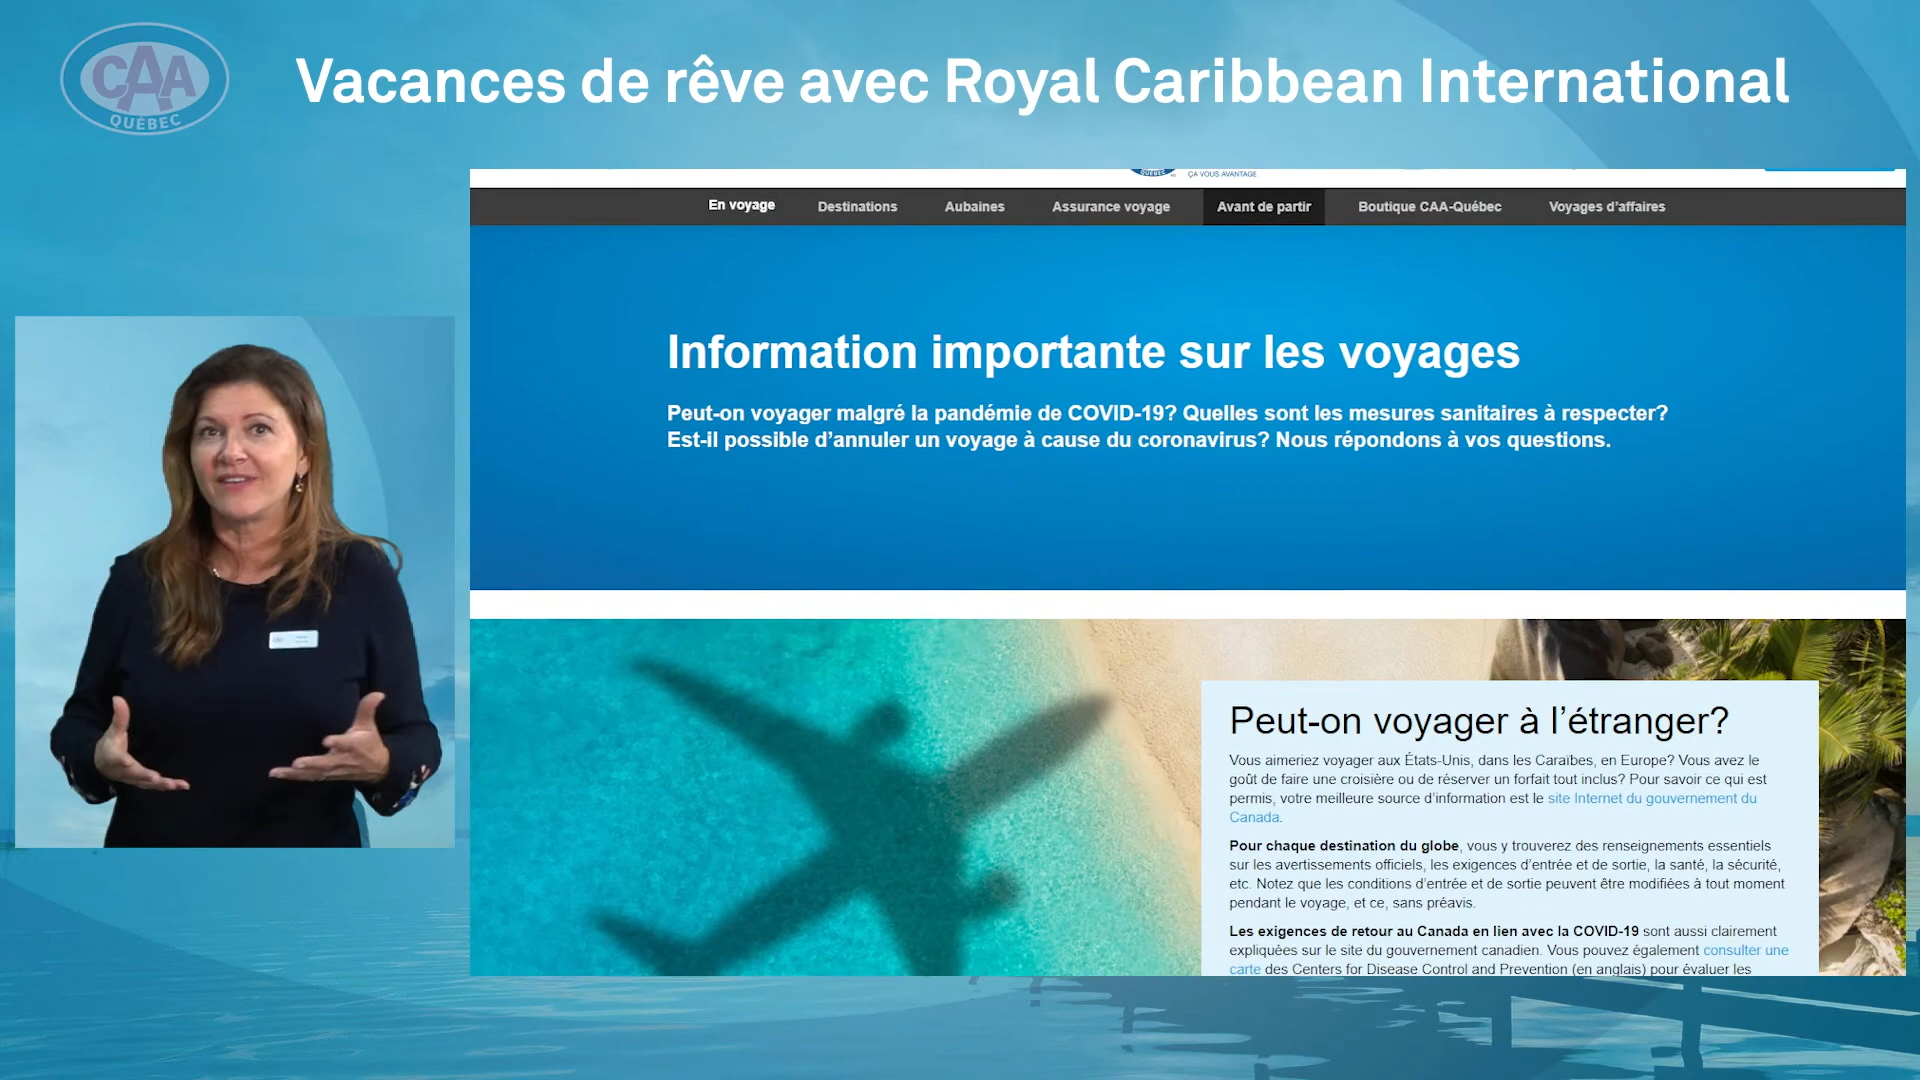 CAA
QUÉBEC
Vacances de rêve avec Royal Caribbean International
QUÉBEC
ÇA VOUS AVANTAGE
En voyage Destinations Aubaines Assurance voyage Avant de partir Boutique CAA-Québec Voyages d’affaires
Information importante sur les voyages
Peut-on voyager malgré la pandémie de COVID-19? Quelles sont les mesures sanitaires à respecter?
Est-il possible d’annuler un voyage à cause du coronavirus? Nous répondons à vos questions.
Peut-on voyager à l’étranger?
Vous aimeriez voyager aux États-Unis, dans les Caraïbes, en Europe? Vous avez le
goût de faire une croisière ou de réserver un forfait tout inclus? Pour savoir ce qui est
permis, votre meilleure source d’information est le site Internet du gouvernement du
Canada.
Pour chaque destination du globe, vous y trouverez des renseignements essentiels
sur les avertissements officiels, les exigences d’entrée et de sortie, la santé, la sécurité,
etc. Notez que les conditions d’entrée et de sortie peuvent être modifiées à tout moment
pendant le voyage, et ce, sans préavis.
Les exigences de retour au Canada en lien avec la COVID-19 sont aussi clairement
expliquées sur le site du gouvernement canadien. Vous pouvez également consulter une
carte des Centers for Disease Control and Prevention (en anglais) pour évaluer les